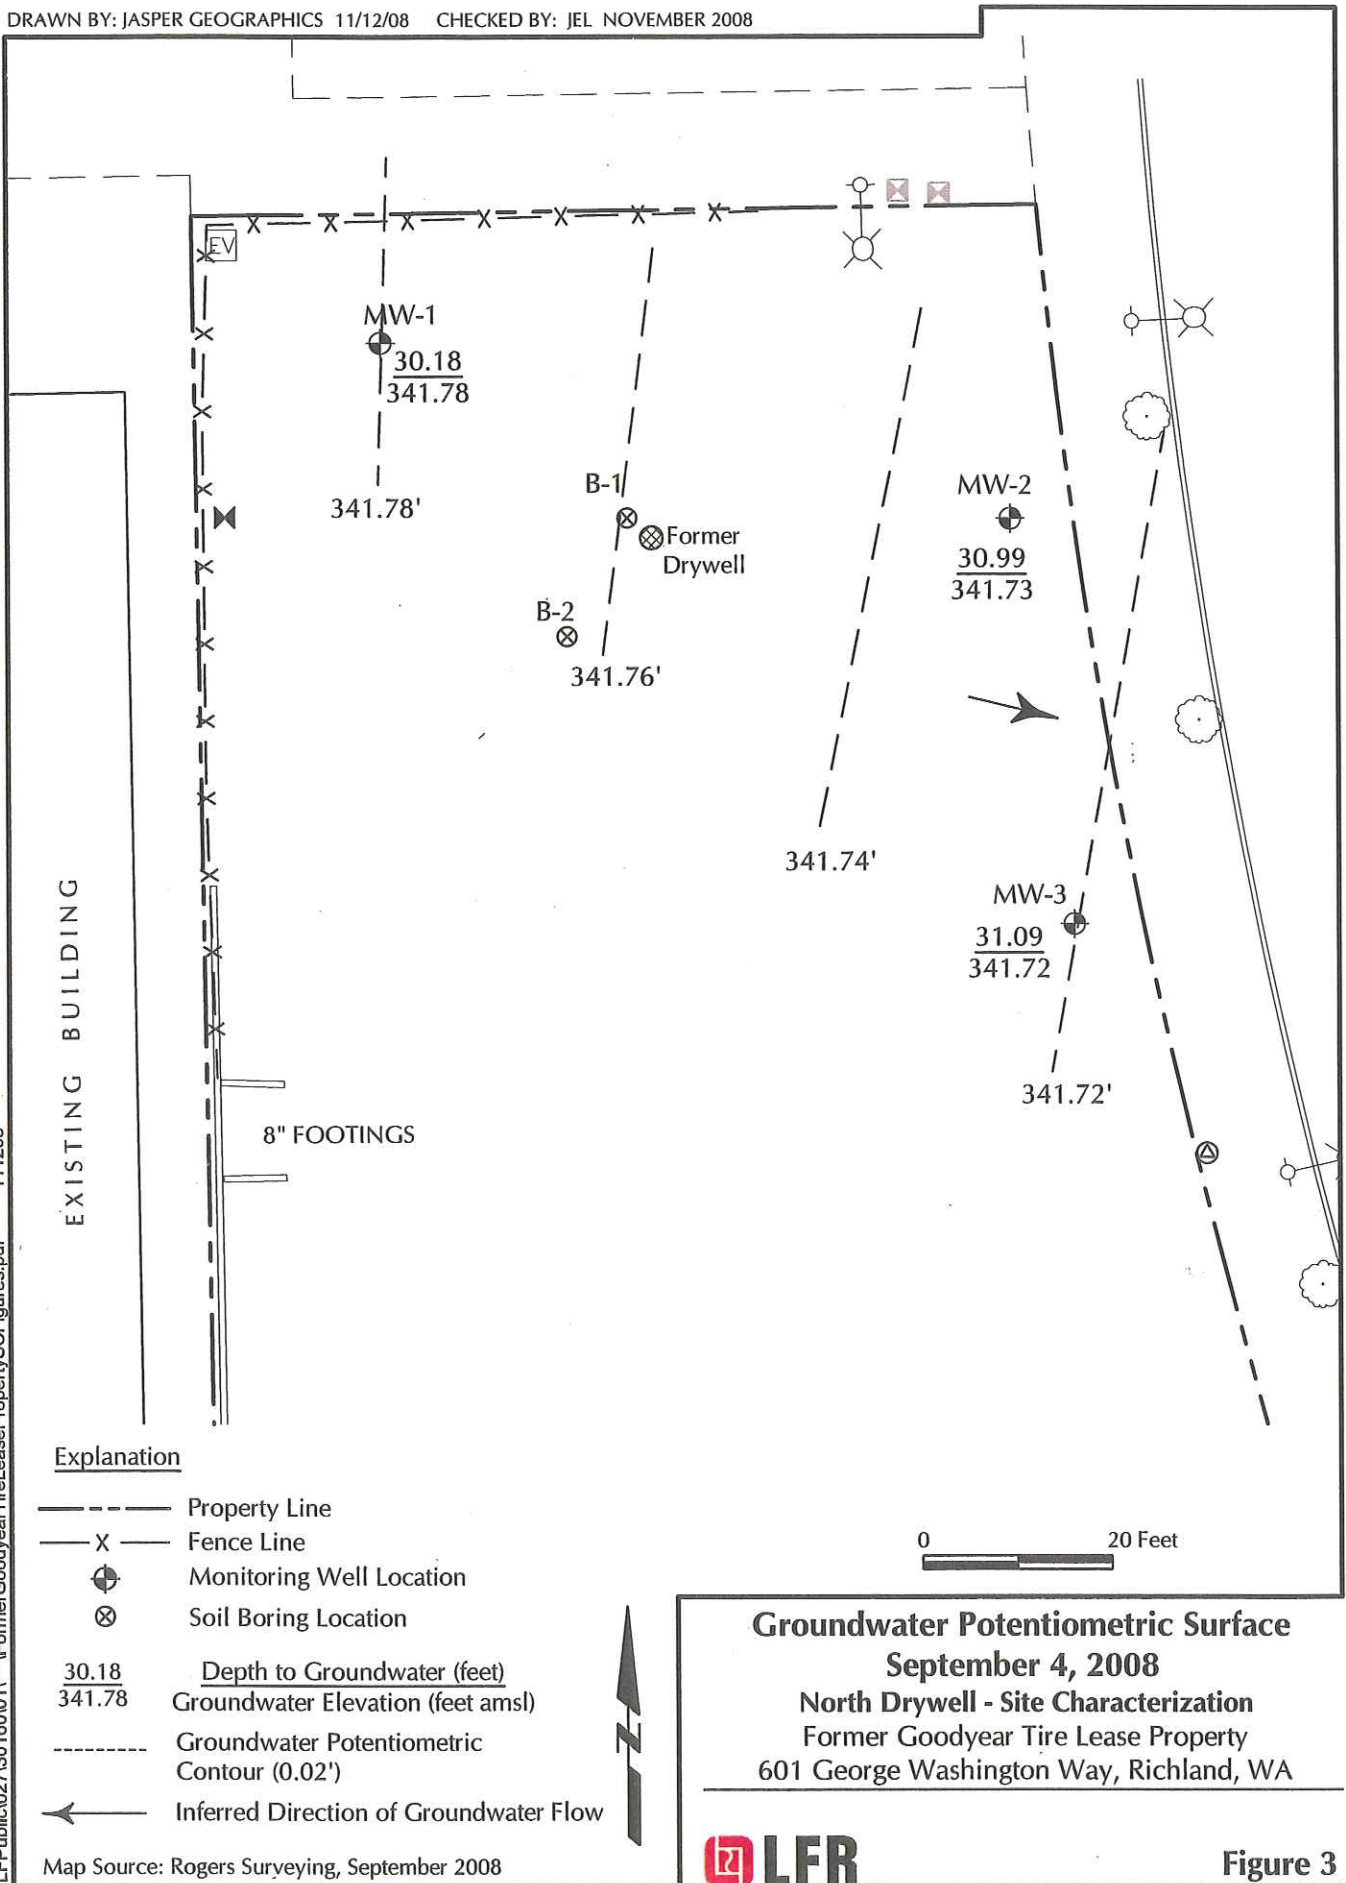 DRAWN BY: JASPER GEOGRAPHICS 11/12/08 CHECKED BY: JEL NOVEMBER 2008
EV
MW-1
30.18
341.78
341.78'
B-1
Former
Drywell
B-2
341.76'
MW-2
30.99
341.73
341.74'
MW-3
31.09
341.72
341.72'
EXISTING BUILDING
8" FOOTINGS
Explanation
Property Line
X
Fence Line
Monitoring Well Location
Soil Boring Location
30.18
341.78
Depth to Groundwater (feet)
Groundwater Elevation (feet amsl)
Groundwater Potentiometric
Contour (0.02')
Inferred Direction of Groundwater Flow
Map Source: Rogers Surveying, September 2008
N
0 20 Feet
Groundwater Potentiometric Surface
September 4, 2008
North Drywell - Site Characterization
Former Goodyear Tire Lease Property
601 George Washington Way, Richland, WA
LFR
Figure 3